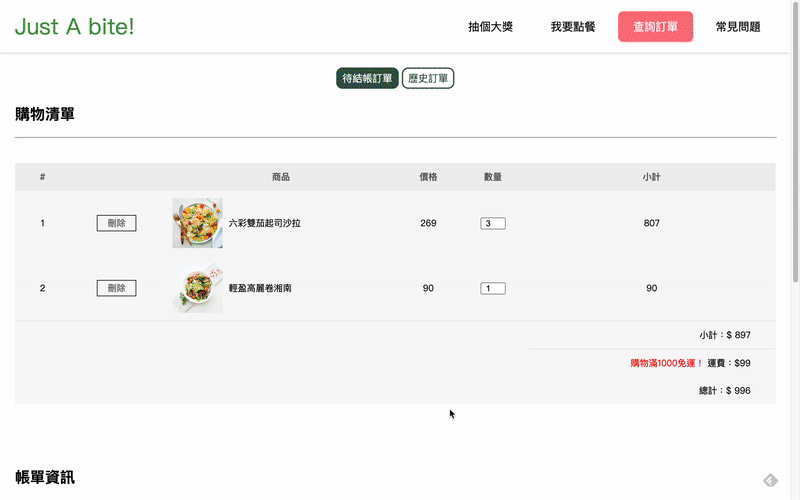 Just A bite!
抽個大獎 我要點餐 查詢訂單 常見問題
待結帳訂單 歷史訂單
購物清單
# 商品 價格 數量 小計
1 刪除 六彩雙茄起司沙拉 269 3 807
2 刪除 輕盈高麗卷湘南 90 1 90
小計：$ 897
購物滿1000免運！ 運費：$99
總計：$ 996
帳單資訊